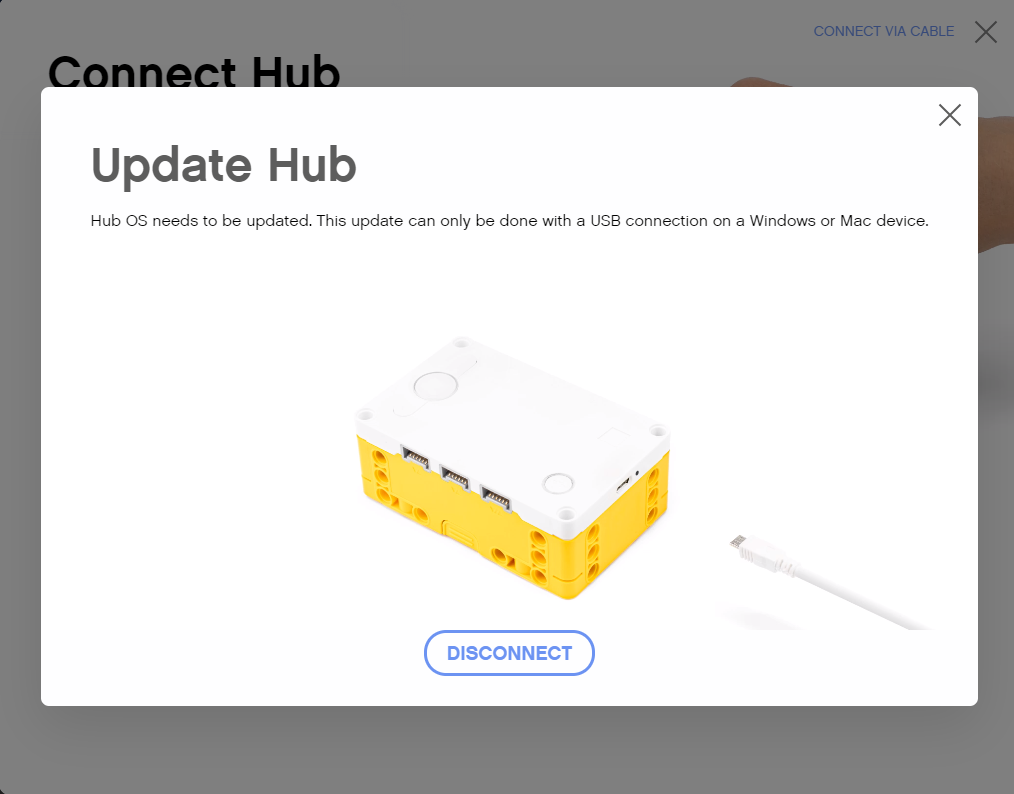 CONNECT VIA CABLE
Connect Hub
Update Hub
Hub OS needs to be updated. This update can only be done with a USB connection on a Windows or Mac device.
DISCONNECT